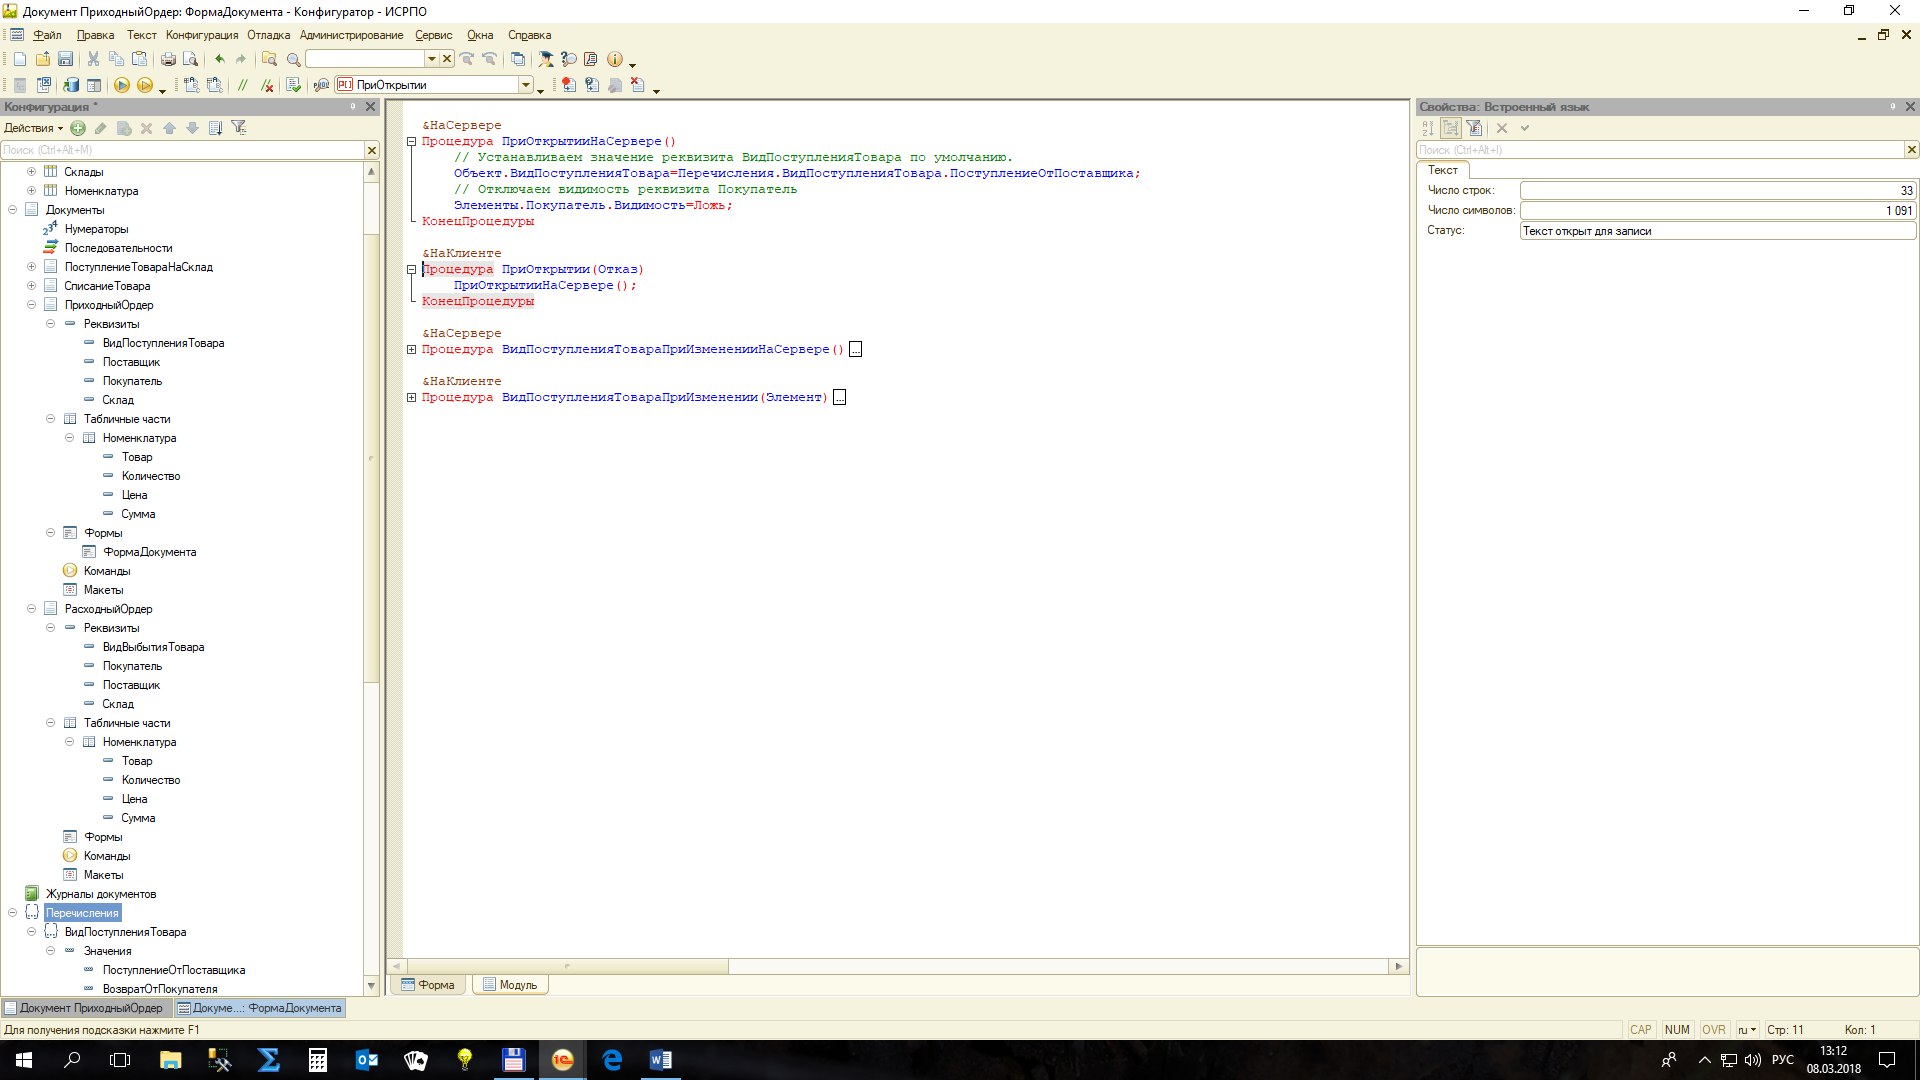 Документ ПриходныйОрдер: ФормаДокумента - Конфигуратор - ИСРПО
Файл Правка Текст Конфигурация Отладка Администрирование Сервис Окна Справка
ПриОткрытии
Конфигурация *
Действия
Поиск (Ctrl+Alt+M)
Склады
Номенклатура
Документы
Нумераторы
Последовательности
ПоступлениеТовараНаСклад
СписаниеТовара
ПриходныйОрдер
Реквизиты
ВидПоступленияТовара
Поставщик
Покупатель
Склад
Табличные части
Номенклатура
Товар
Количество
Цена
Сумма
Формы
ФормаДокумента
Команды
Макеты
РасходныйОрдер
Реквизиты
ВидВыбытияТовара
Покупатель
Поставщик
Склад
Табличные части
Номенклатура
Товар
Количество
Цена
Сумма
Формы
Команды
Макеты
Журналы документов
Перечисления
ВидПоступленияТовара
Значения
ПоступлениеОтПоставщика
ВозвратОтПокупателя
&НаСервере
Процедура ПриОткрытииНаСервере()
// Устанавливаем значение реквизита ВидПоступленияТовара по умолчанию.
Объект.ВидПоступленияТовара=Перечисления.ВидПоступленияТовара.ПоступлениеОтПоставщика;
// Отключаем видимость реквизита Покупатель
Элементы.Покупатель.Видимость=Ложь;
КонецПроцедуры
&НаКлиенте
Процедура ПриОткрытии(Отказ)
ПриОткрытииНаСервере();
КонецПроцедуры
&НаСервере
Процедура ВидПоступленияТовараПриИзмененииНаСервере() ...
&НаКлиенте
Процедура ВидПоступленияТовараПриИзменении(Элемент) ...
Форма Модуль
Свойства: Встроенный язык
Поиск (Ctrl+Alt+I)
Текст
Число строк: 33
Число символов: 1 091
Статус: Текст открыт для записи
Документ ПриходныйОрдер Докуме...: ФормаДокумента
Для получения подсказки нажмите F1
CAP NUM OVR ru Стр: 11 Кол: 1
РУС
13:12
08.03.2018